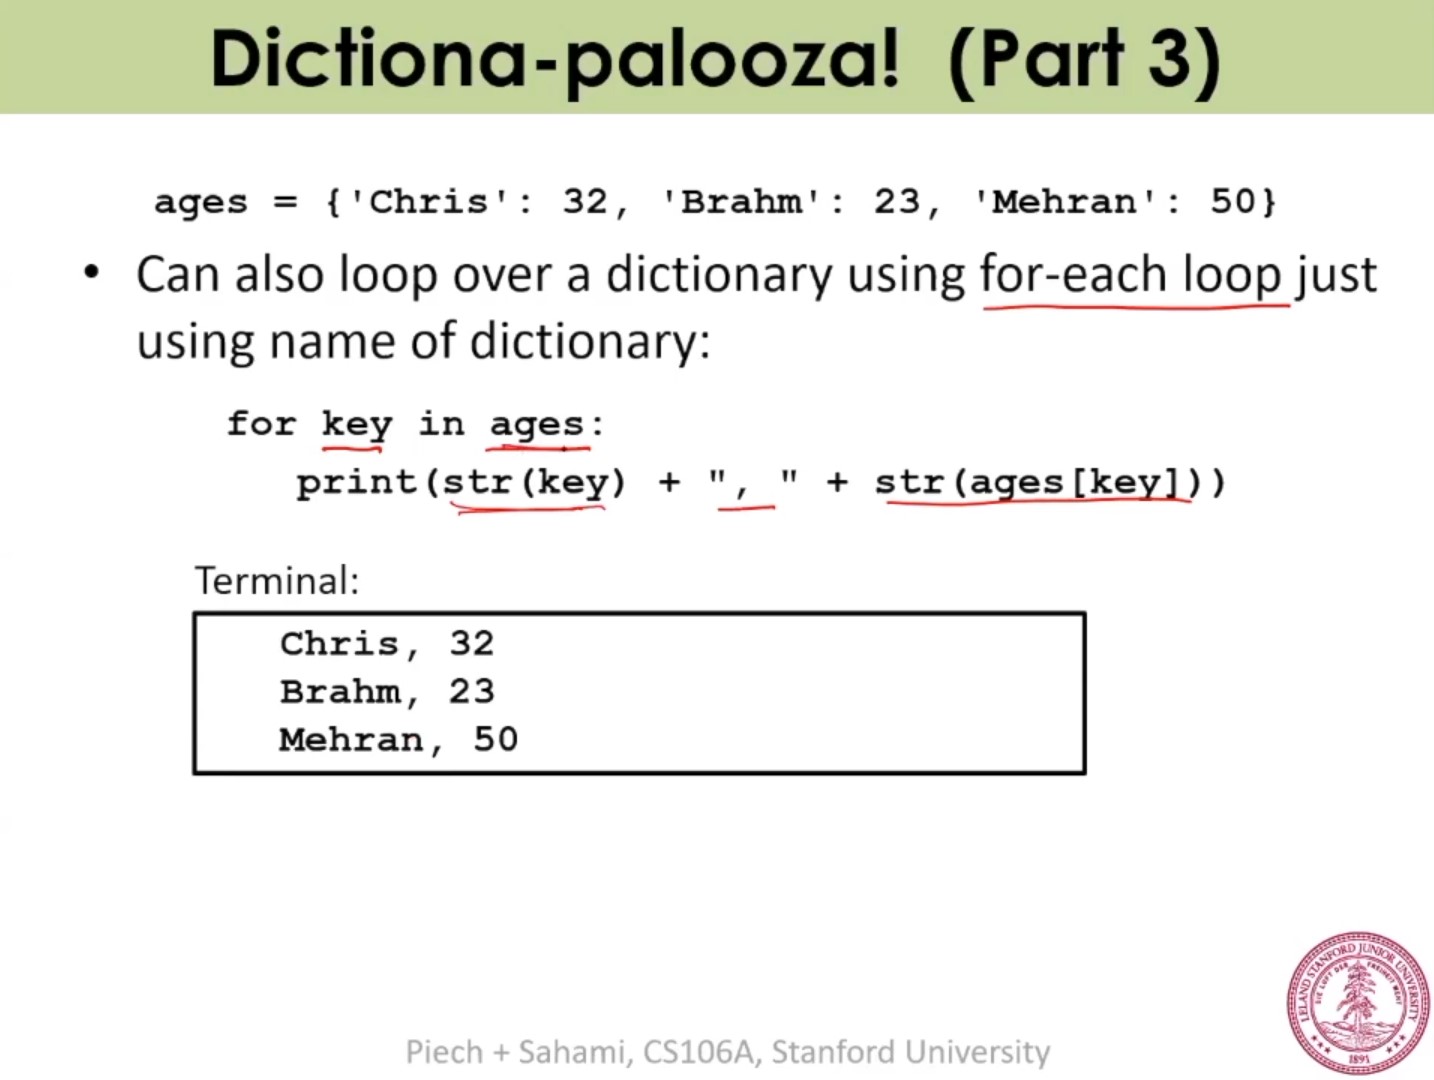 Dictiona-palooza! (Part 3)
ages = {'Chris': 32, 'Brahm': 23, 'Mehran': 50}
• Can also loop over a dictionary using for-each loop just
using name of dictionary:
for key in ages:
print(str(key) + ", " + str(ages[key]))
Terminal:
Chris, 32
Brahm, 23
Mehran, 50
Piech + Sahami, CS106A, Stanford University
LELAND STANFORD JUNIOR UNIVERSITY
DIE LUFT DER FREIHEIT WEHT
1891